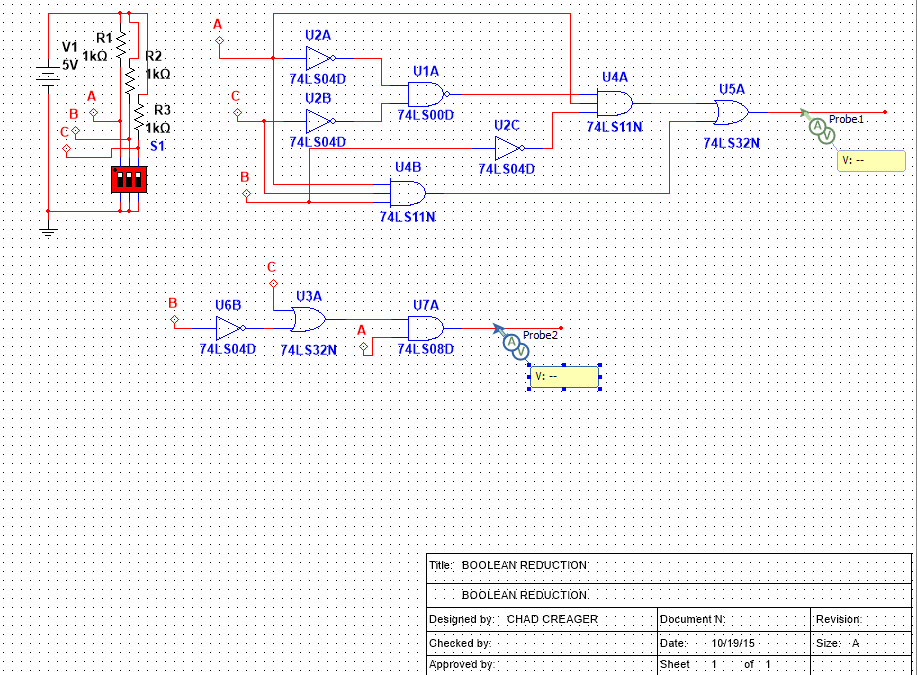 V1
5V
R1
1kΩ
R2
1kΩ
R3
1kΩ
A
B
C
S1
A
U2A
74LS04D
C
U2B
74LS04D
U1A
74LS00D
U4A
74LS11N
U5A
74LS32N
Probe1
A
V
V: --
U2C
74LS04D
B
U4B
74LS11N
C
B
U6B
74LS04D
U3A
74LS32N
A
U7A
74LS08D
Probe2
A
V
V: --
Title: BOOLEAN REDUCTION
BOOLEAN REDUCTION
Designed by: CHAD CREAGER Document N: Revision:
Checked by: Date: 10/19/15 Size: A
Approved by: Sheet 1 of 1